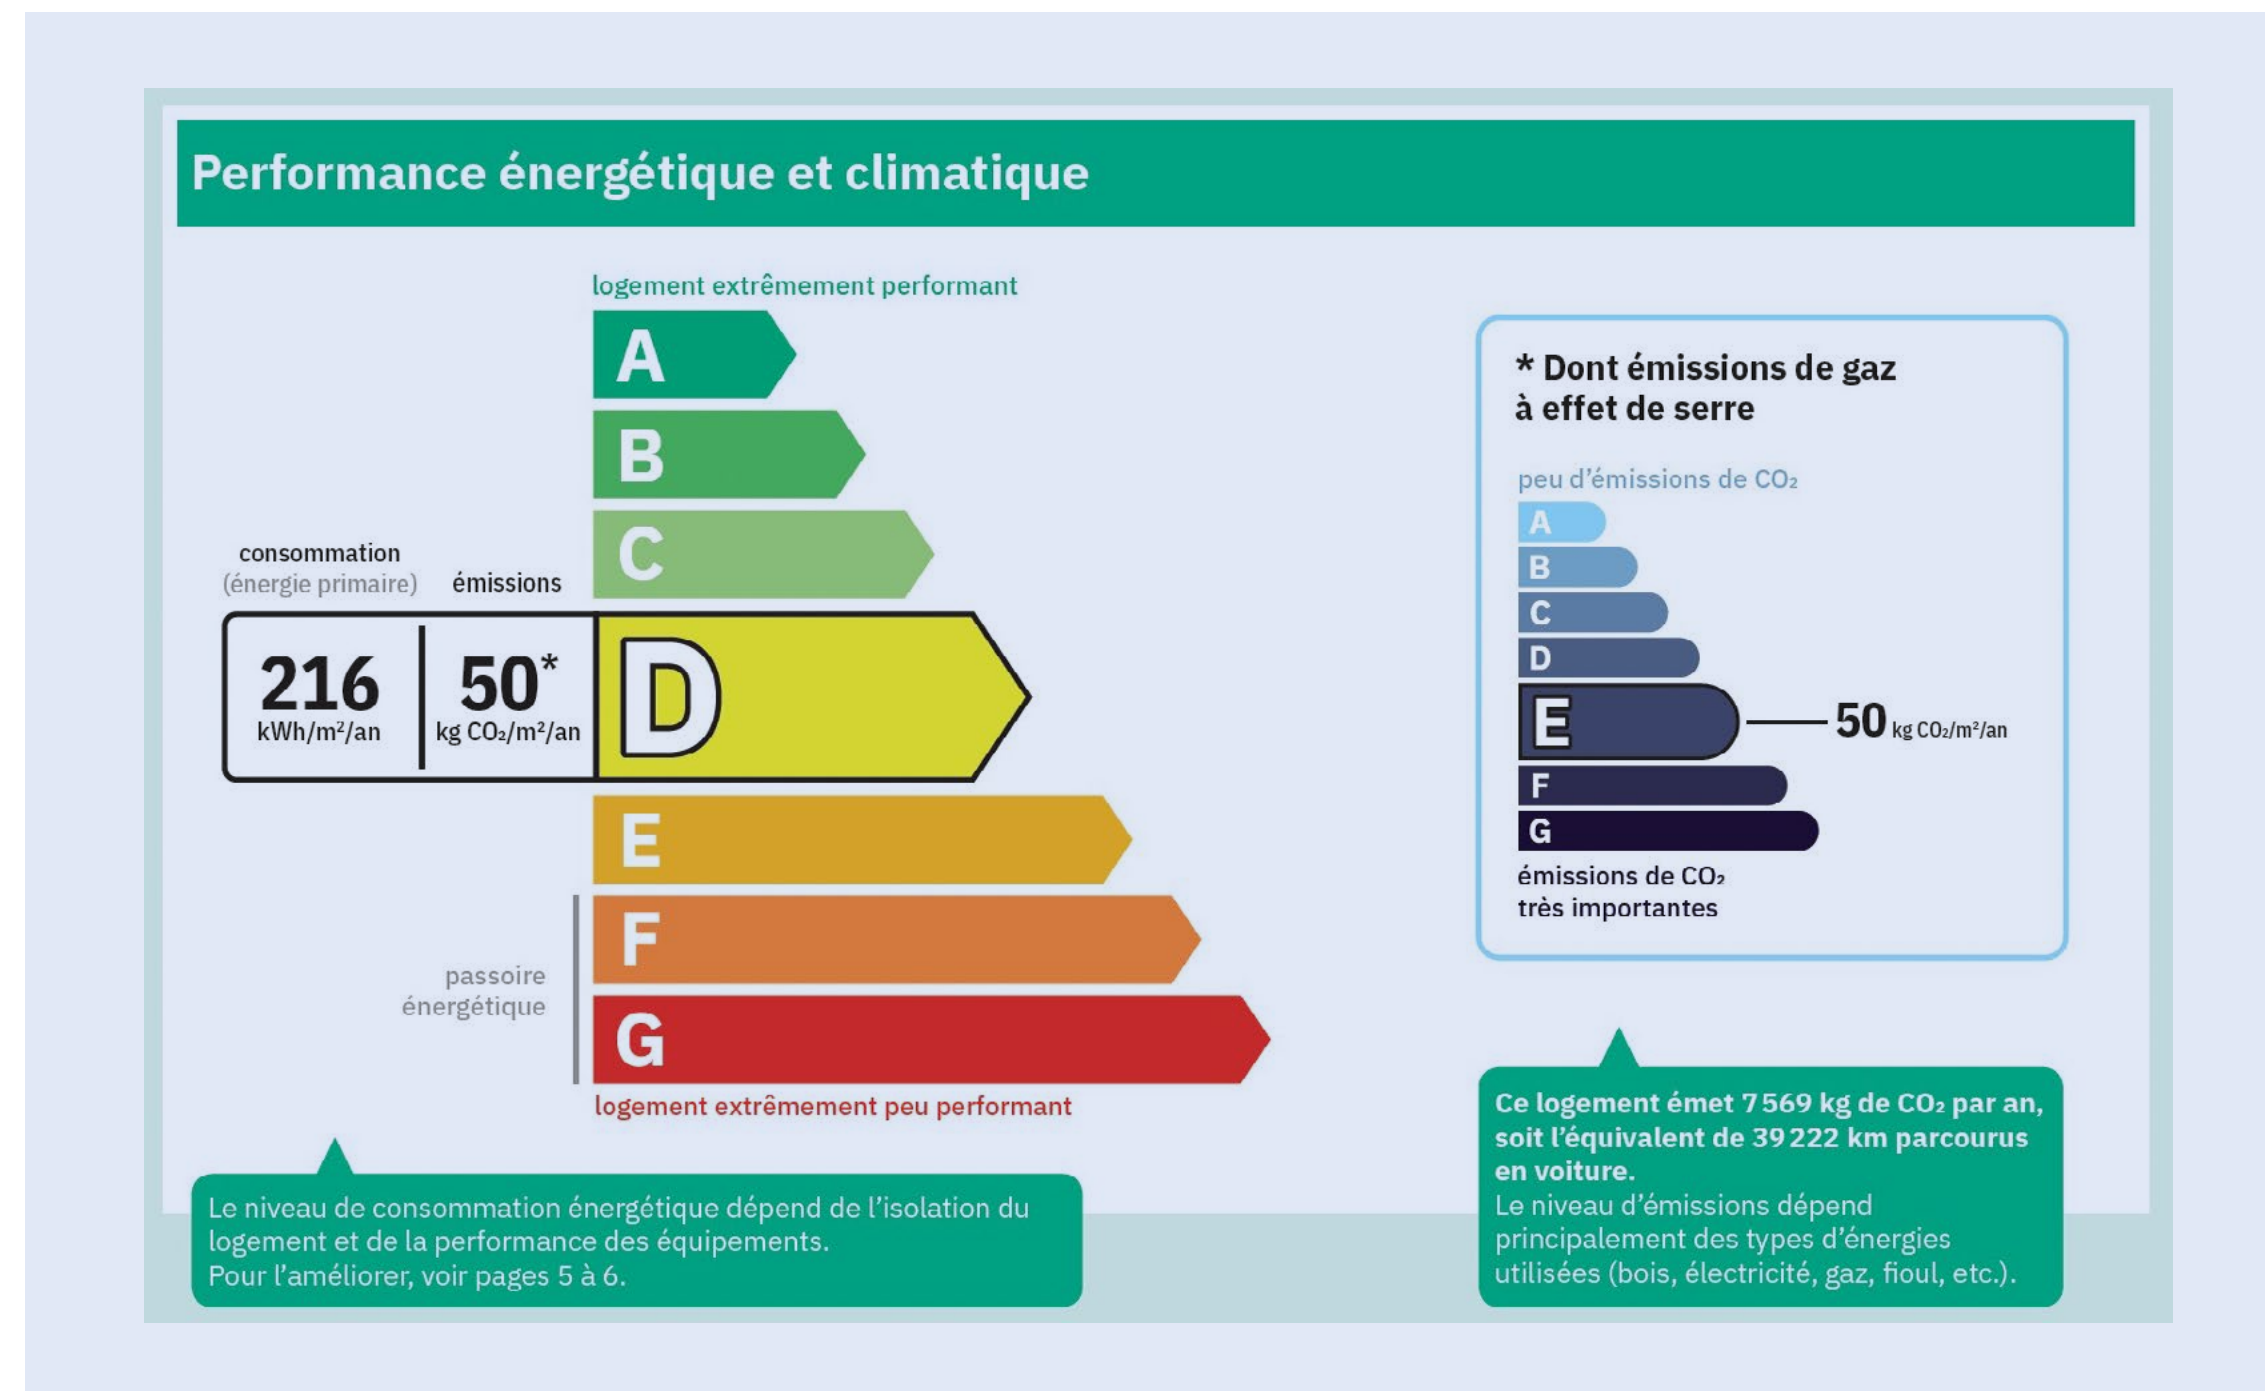 Performance énergétique et climatique
logement extrêmement performant
A
B
C
consommation
(énergie primaire)
émissions
216
kWh/m²/an
50*
kg CO₂/m²/an
D
E
F
G
passoire
énergétique
logement extrêmement peu performant
Le niveau de consommation énergétique dépend de l’isolation du
logement et de la performance des équipements.
Pour l’améliorer, voir pages 5 à 6.
* Dont émissions de gaz
à effet de serre
peu d’émissions de CO₂
A
B
C
D
E
50 kg CO₂/m²/an
F
G
émissions de CO₂
très importantes
Ce logement émet 7 569 kg de CO₂ par an,
soit l’équivalent de 39 222 km parcourus
en voiture.
Le niveau d’émissions dépend
principalement des types d’énergies
utilisées (bois, électricité, gaz, fioul, etc.).